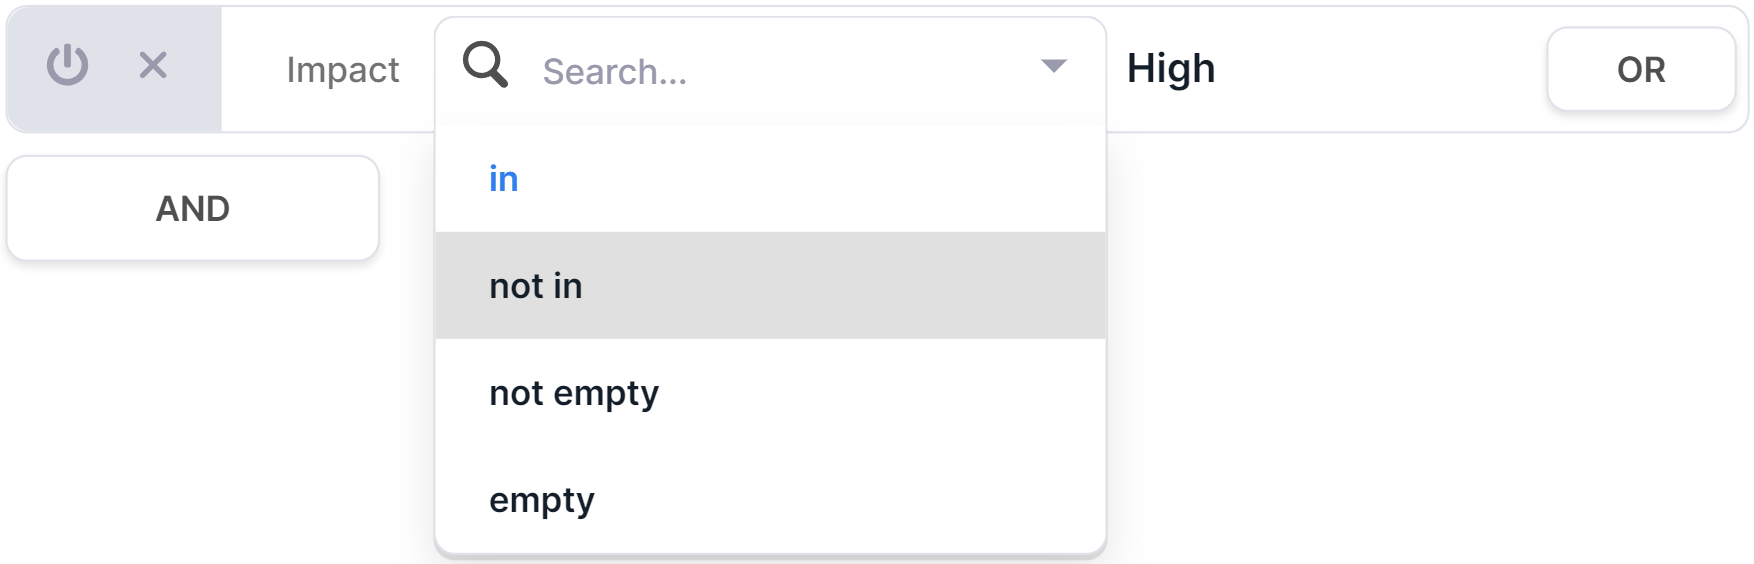 Impact Search... High OR
AND
in
not in
not empty
empty